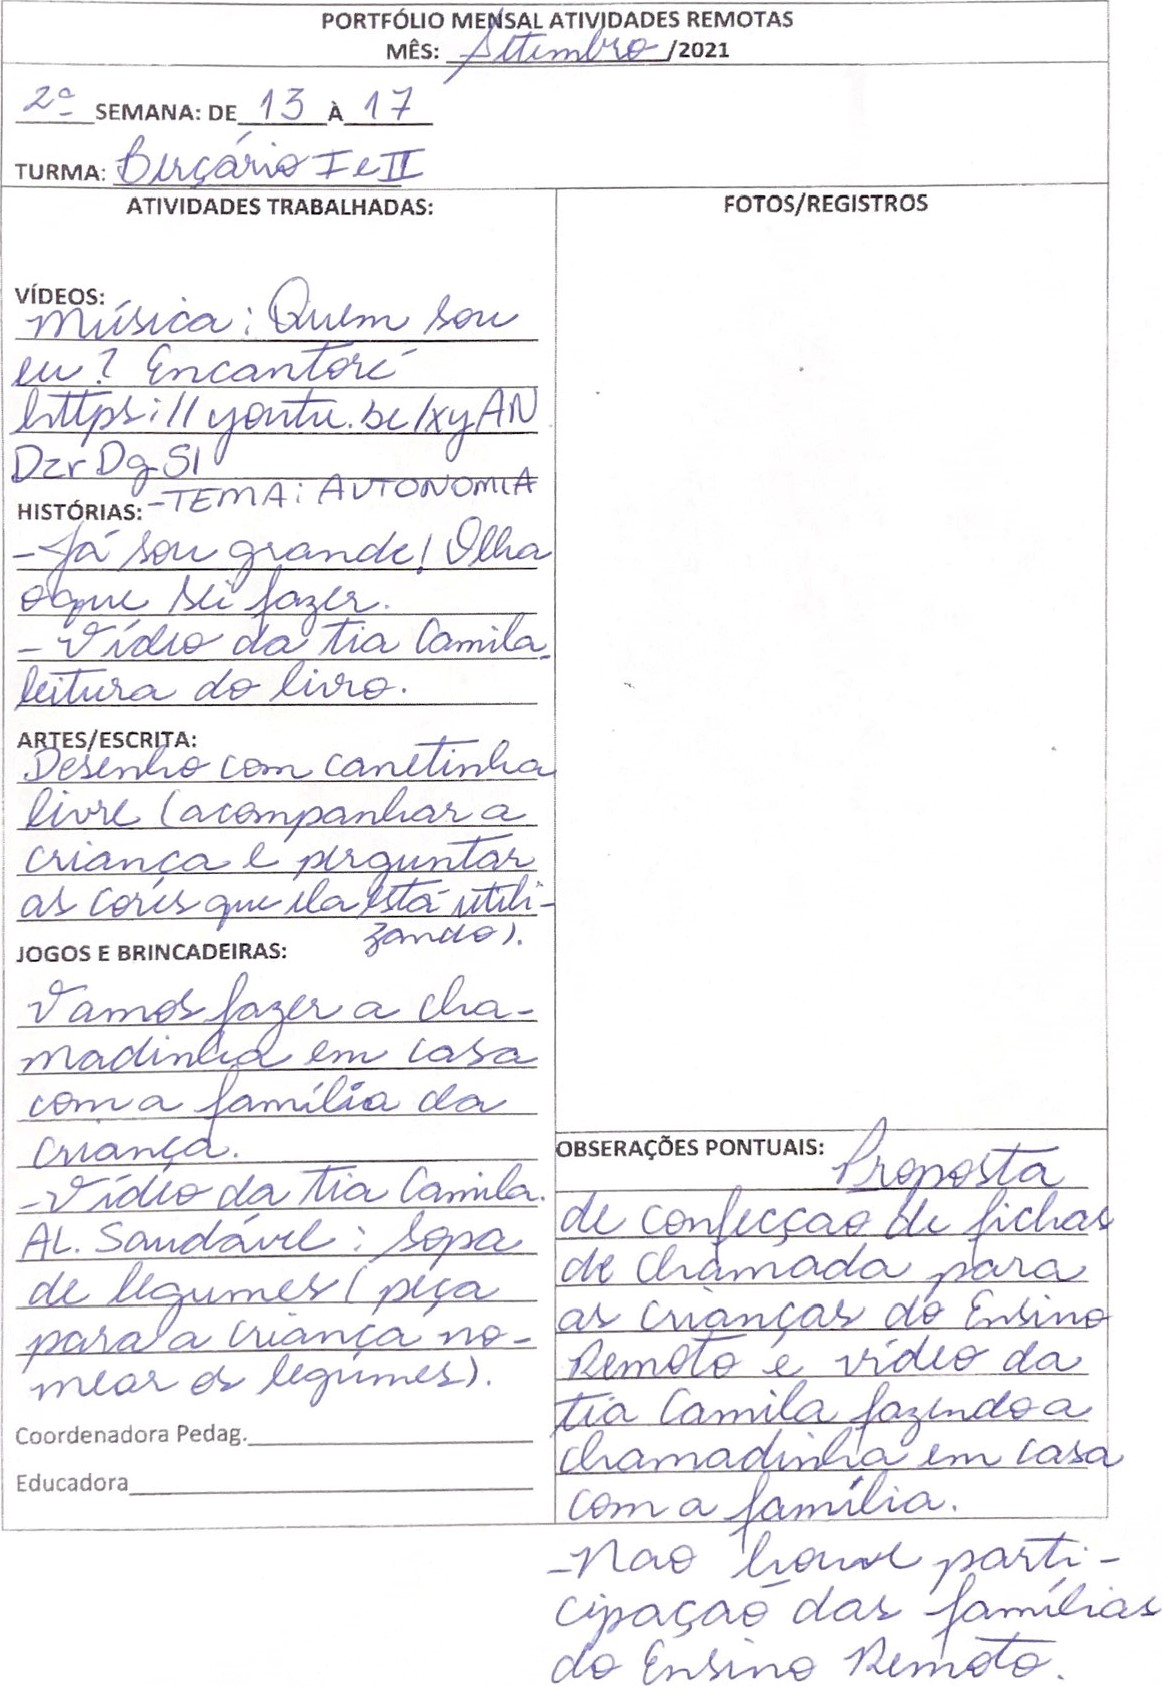 PORTFÓLIO MENSAL ATIVIDADES REMOTAS
MÊS: Setembro /2021
2ª SEMANA: DE 13 À 17
TURMA: Berçário I e II
ATIVIDADES TRABALHADAS:
VÍDEOS:
Música: Quem sou
eu? Encantoré
https://youtu.be/xyAN
DzrDgSI
HISTÓRIAS: -TEMA: AUTONOMIA
- Já sou grande! Olha
o que sei fazer.
- Vídeo da tia Camila,
leitura do livro.
ARTES/ESCRITA:
Desenho com canetinha
livre (acompanhar a
criança e perguntar
as cores que ela está utili-
zando).
JOGOS E BRINCADEIRAS:
Vamos fazer a cha-
madinha em casa
com a família da
criança.
- Vídeo da tia Camila.
AL. Saudável: sopa
de legumes (peça
para a criança no-
mear os legumes).
Coordenadora Pedag.
Educadora
FOTOS/REGISTROS
OBSERAÇÕES PONTUAIS: Proposta
de confecção de fichas
de chamada para
as crianças do Ensino
Remoto e vídeo da
tia Camila fazendo a
chamadinha em casa
com a família.
- Não houve parti-
cipação das famílias
do Ensino Remoto.